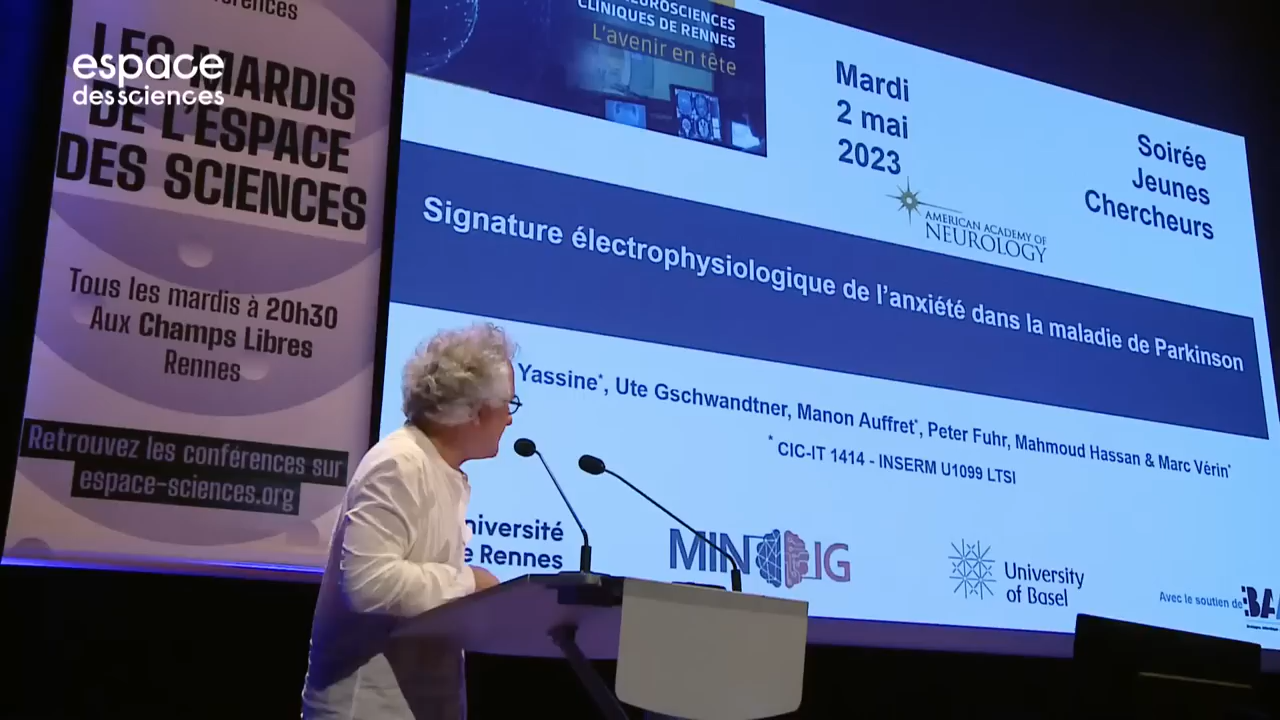 espace
des sciences
LES MARDIS
DE L'ESPACE
DES SCIENCES
Tous les mardis à 20h30
Aux Champs Libres
Rennes
Retrouvez les conférences sur
espace-sciences.org
CLINIQUES DE RENNES
L'avenir en tête
Mardi
2 mai
2023
Soirée
Jeunes
Chercheurs
AMERICAN ACADEMY OF
NEUROLOGY
Signature électrophysiologique de l'anxiété dans la maladie de Parkinson
Yassine*, Ute Gschwandtner, Manon Auffret*, Peter Fuhr, Mahmoud Hassan & Marc Vérin*
* CIC-IT 1414 - INSERM U1099 LTSI
Rennes
MINDIG
University
of Basel
Avec le soutien de